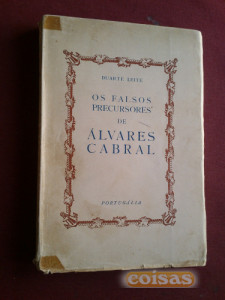 DUARTE LEITE
OS FALSOS
PRECURSORES
DE
ÁLVARES
CABRAL
PORTUGÁLIA
coisas